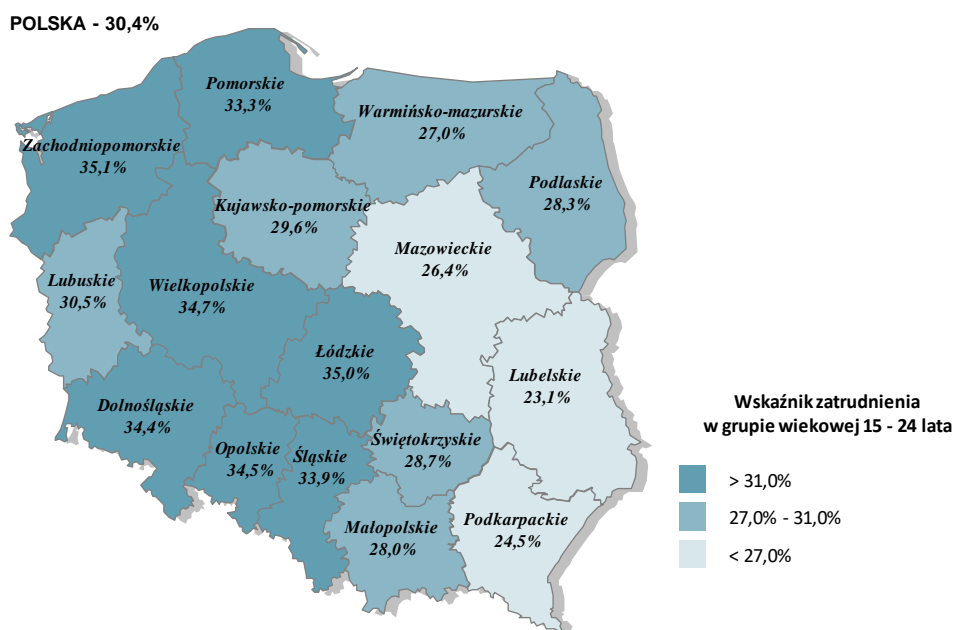 POLSKA - 30,4%
Pomorskie
33,3%
Warmińsko-mazurskie
27,0%
Zachodniopomorskie
35,1%
Podlaskie
28,3%
Kujawsko-pomorskie
29,6%
Mazowieckie
26,4%
Lubuskie
30,5%
Wielkopolskie
34,7%
Łódzkie
35,0%
Lubelskie
23,1%
Dolnośląskie
34,4%
Opolskie
34,5%
Śląskie
33,9%
Świętokrzyskie
28,7%
Małopolskie
28,0%
Podkarpackie
24,5%
Wskaźnik zatrudnienia
w grupie wiekowej 15 - 24 lata
> 31,0%
27,0% - 31,0%
< 27,0%